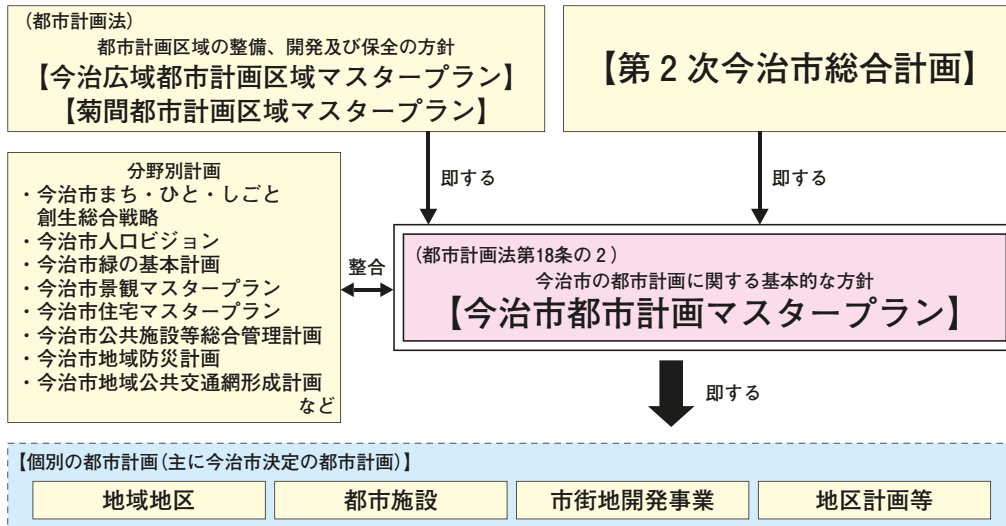 (都市計画法)
都市計画区域の整備、開発及び保全の方針
【今治広域都市計画区域マスタープラン】
【菊間都市計画区域マスタープラン】
【第2次今治市総合計画】
即する
即する
分野別計画
・今治市まち・ひと・しごと
創生総合戦略
・今治市人口ビジョン
・今治市緑の基本計画
・今治市景観マスタープラン
・今治市住宅マスタープラン
・今治市公共施設等総合管理計画
・今治市地域防災計画
・今治市地域公共交通網形成計画
など
整合
(都市計画法第18条の2)
今治市の都市計画に関する基本的な方針
【今治市都市計画マスタープラン】
即する
【個別の都市計画(主に今治市決定の都市計画)】
地域地区
都市施設
市街地開発事業
地区計画等